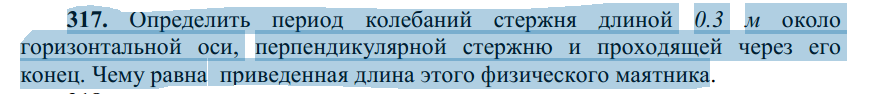 317. Определить период колебаний стержня длиной 0.3 м около
горизонтальной оси, перпендикулярной стержню и проходящей через его
конец. Чему равна приведенная длина этого физического маятника.